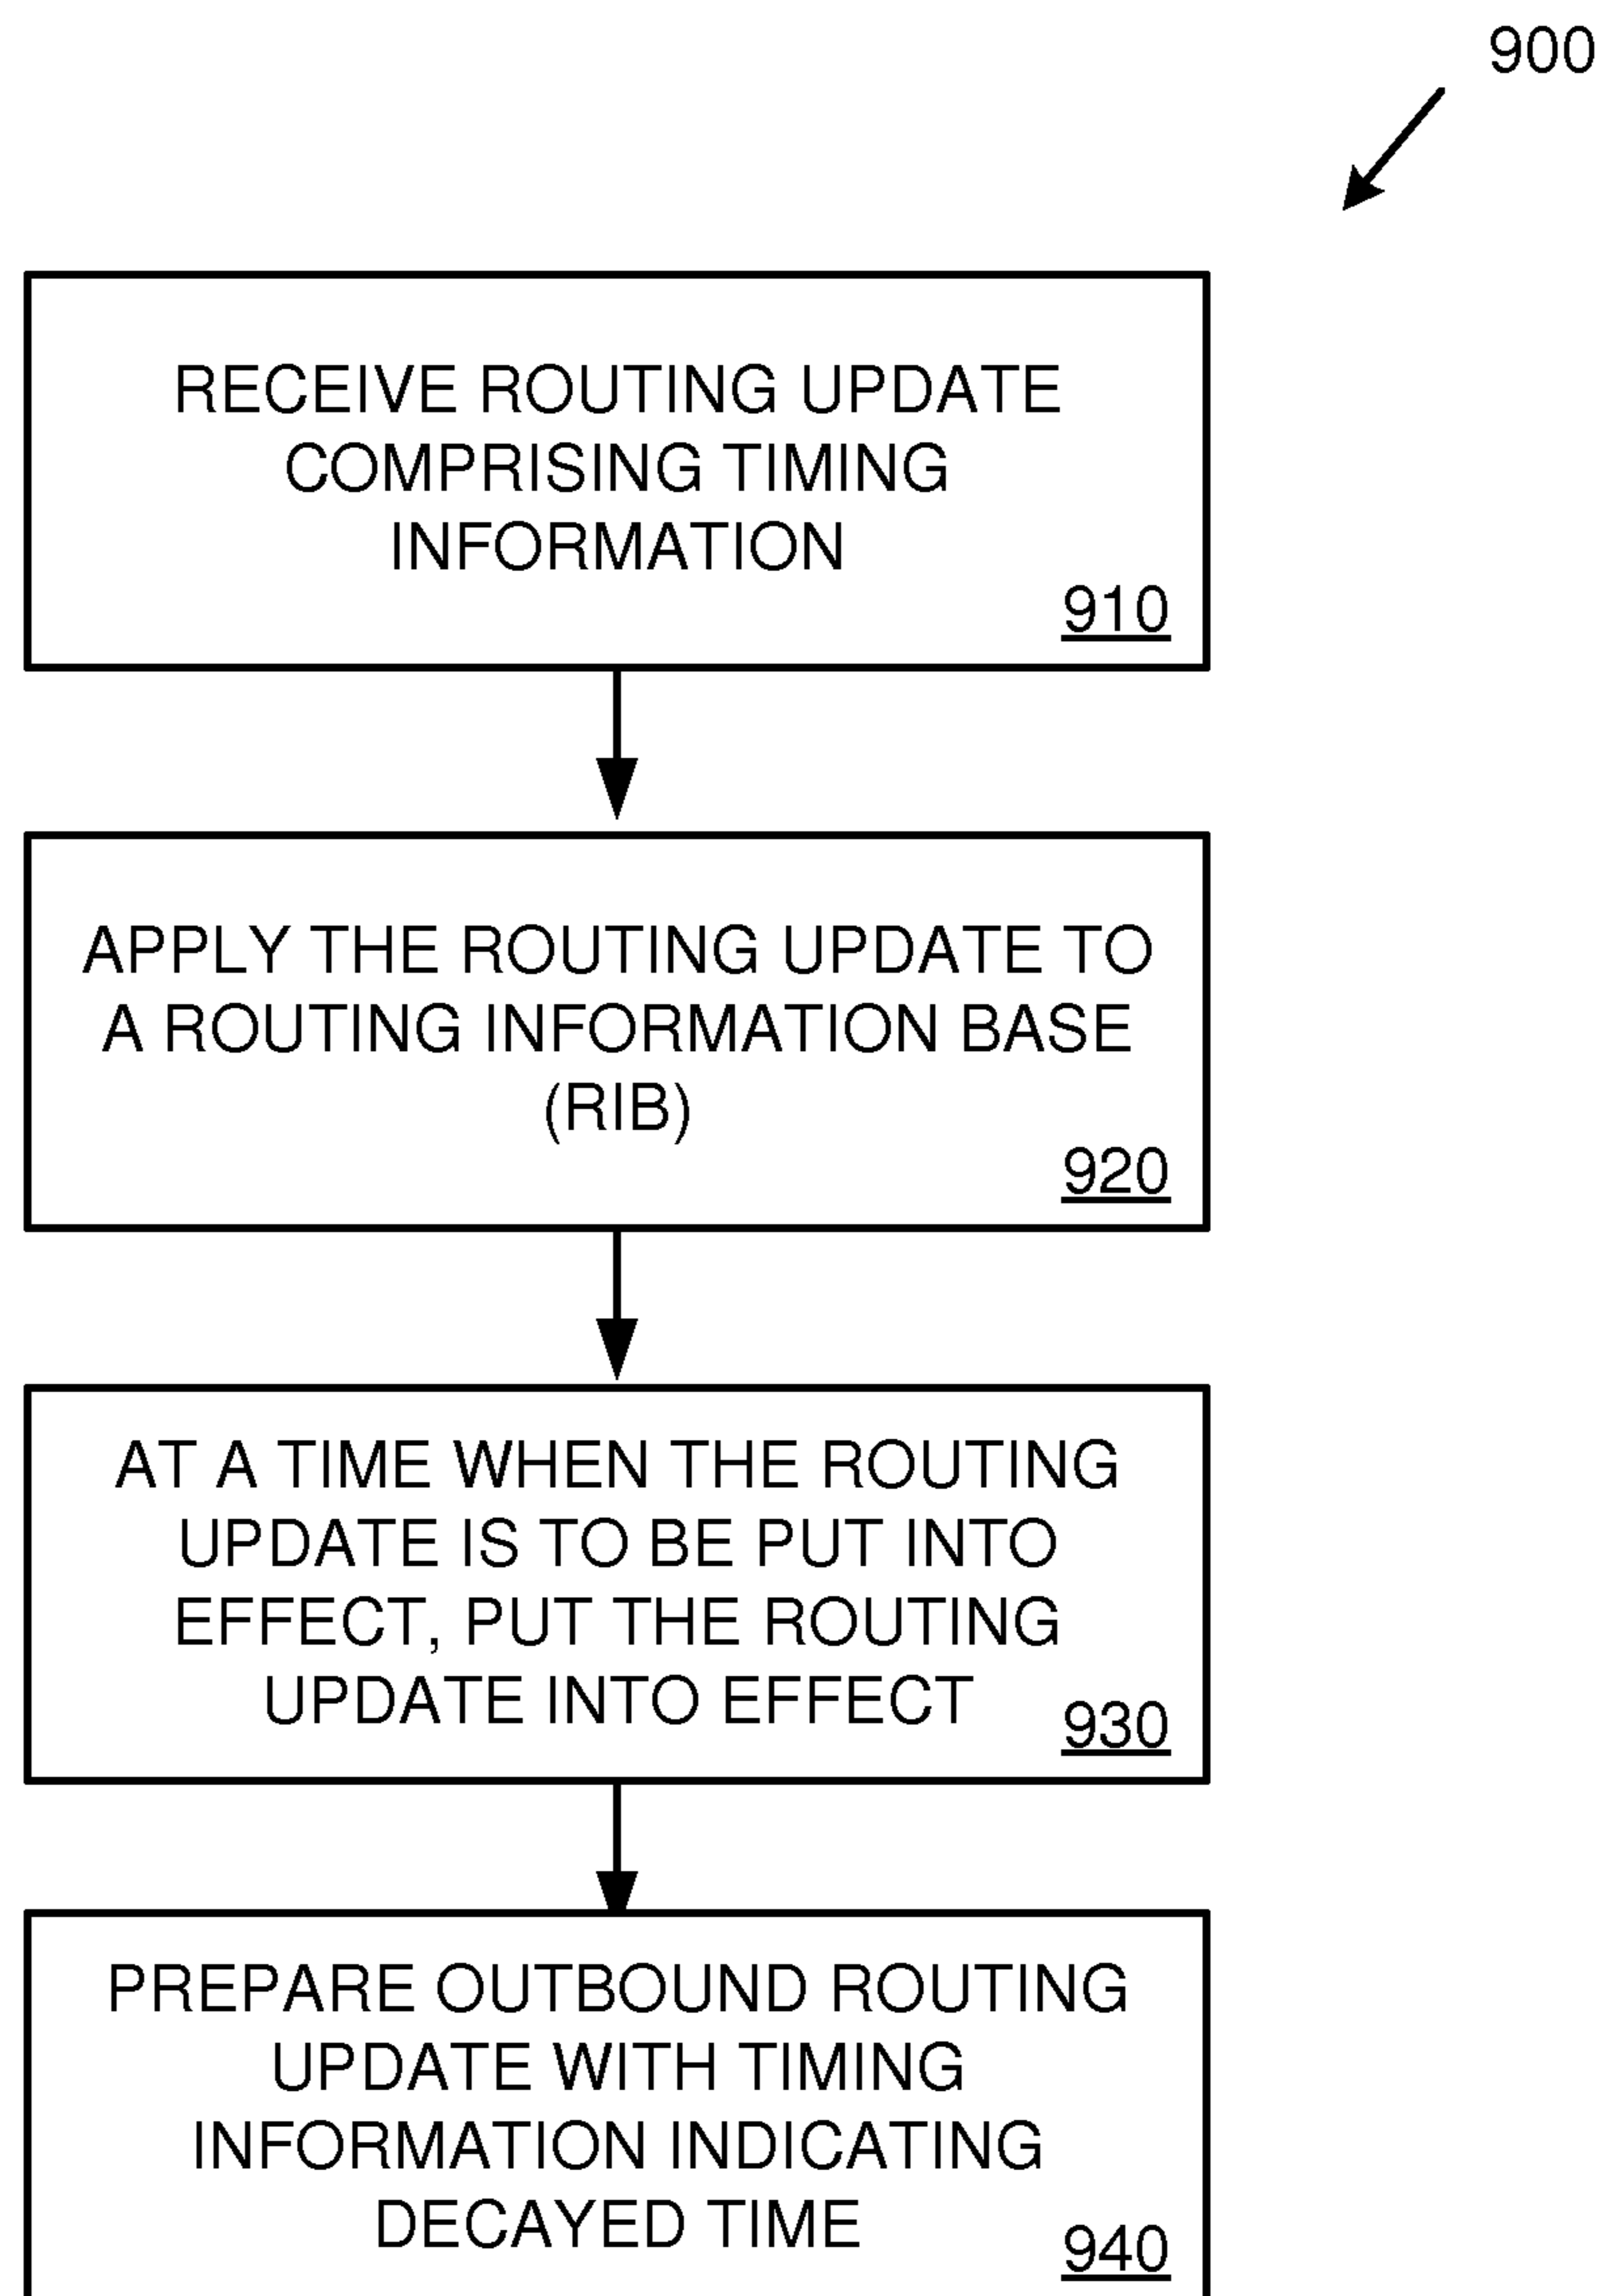 900
RECEIVE ROUTING UPDATE
COMPRISING TIMING
INFORMATION
910
APPLY THE ROUTING UPDATE TO
A ROUTING INFORMATION BASE
(RIB)
920
AT A TIME WHEN THE ROUTING
UPDATE IS TO BE PUT INTO
EFFECT, PUT THE ROUTING
UPDATE INTO EFFECT
930
PREPARE OUTBOUND ROUTING
UPDATE WITH TIMING
INFORMATION INDICATING
DECAYED TIME
940